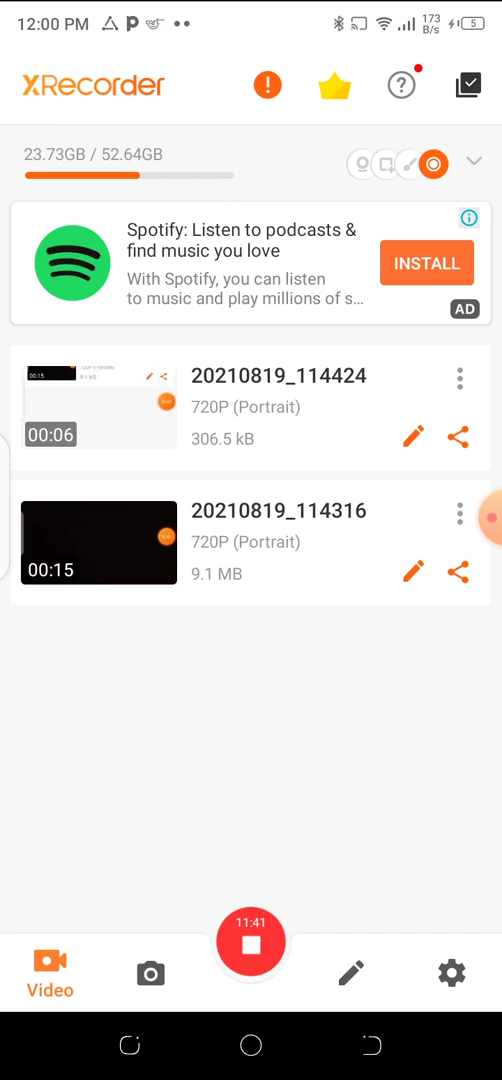 12:00 PM
173
B/s
5
XRecorder
23.73GB / 52.64GB
Spotify: Listen to podcasts &
find music you love
With Spotify, you can listen
to music and play millions of s...
INSTALL
AD
00:15
00:06
20210819_114424
720P (Portrait)
306.5 kB
00:15
20210819_114316
720P (Portrait)
9.1 MB
11:41
Video